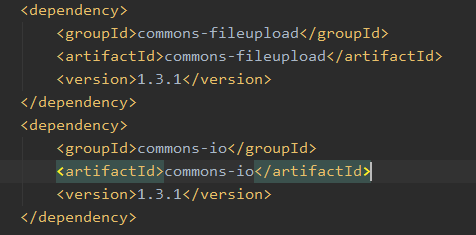 <dependency>
<groupId>commons-fileupload</groupId>
<artifactId>commons-fileupload</artifactId>
<version>1.3.1</version>
</dependency>
<dependency>
<groupId>commons-io</groupId>
<artifactId>commons-io</artifactId>
<version>1.3.1</version>
</dependency>